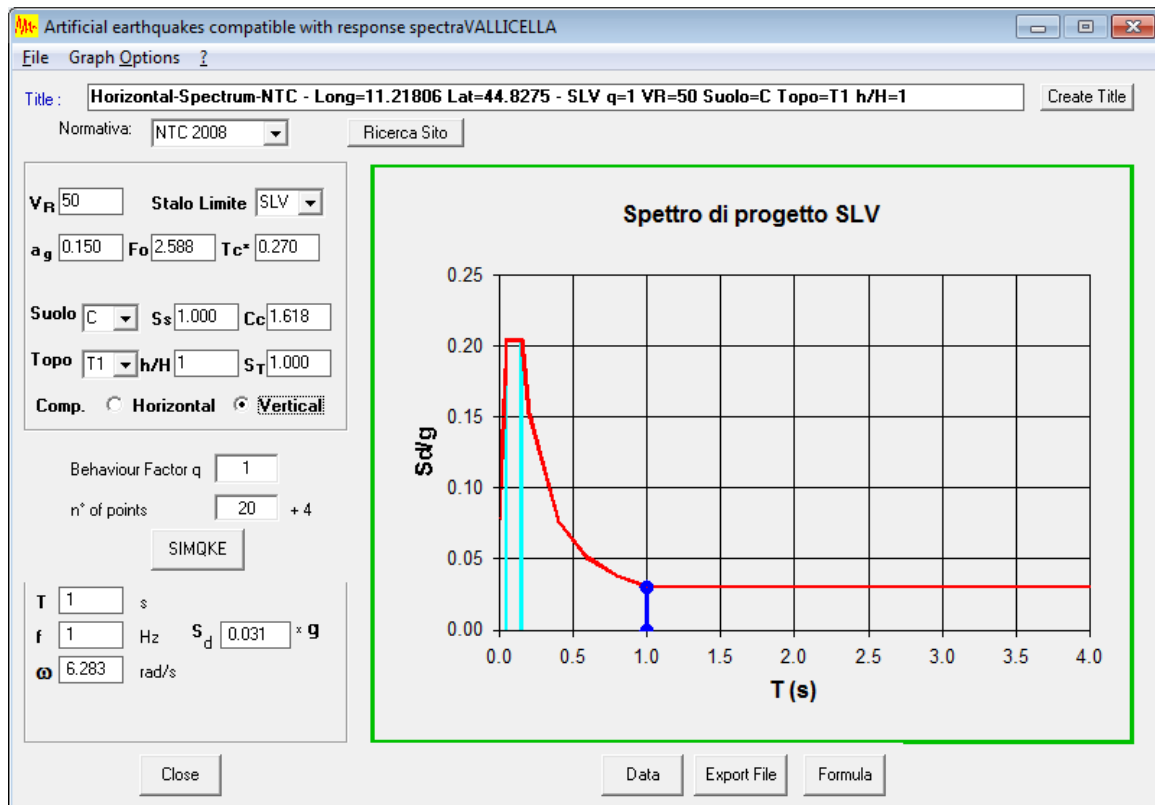 Artificial earthquakes compatible with response spectraVALLICELLA
File Graph Options ?
Title : Horizontal-Spectrum-NTC - Long=11.21806 Lat=44.8275 - SLV q=1 VR=50 Suolo=C Topo=T1 h/H=1 Create Title
Normativa: NTC 2008 Ricerca Sito
VR 50 Stalo Limite SLV
ag 0.150 Fo 2.588 Tc* 0.270
Suolo C Ss 1.000 Cc 1.618
Topo T1 h/H 1 ST 1.000
Comp. Horizontal Vertical
Behaviour Factor q 1
n° of points 20 + 4
SIMQKE
T 1 s
f 1 Hz Sd 0.031 x g
ω 6.283 rad/s
Spettro di progetto SLV
0.25
0.20
0.15
0.10
0.05
0.00
Sd/g
0.0 0.5 1.0 1.5 2.0 2.5 3.0 3.5 4.0
T (s)
Close Data Export File Formula